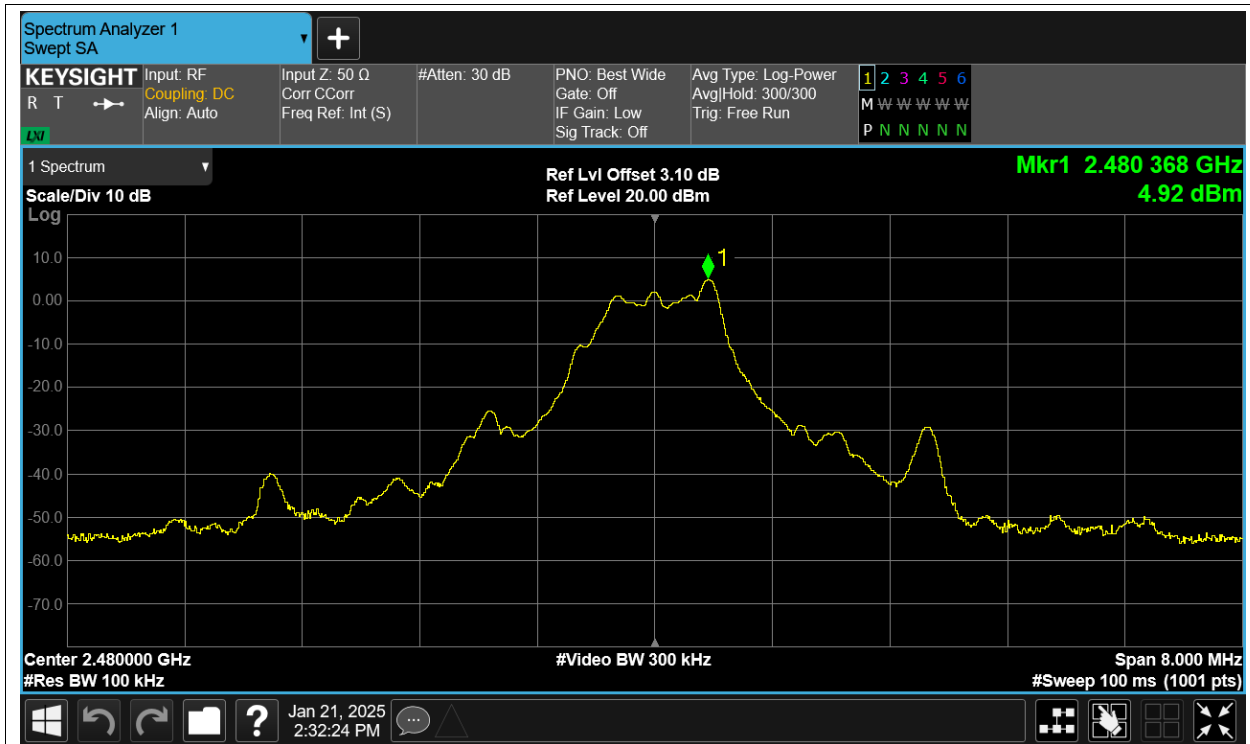 Spectrum Analyzer 1
Swept SA
KEYSIGHT
R T
LXI
Input: RF
Coupling: DC
Align: Auto
Input Z: 50 Ω
Corr CCorr
Freq Ref: Int (S)
#Atten: 30 dB
PNO: Best Wide
Gate: Off
IF Gain: Low
Sig Track: Off
Avg Type: Log-Power
Avg|Hold: 300/300
Trig: Free Run
1 2 3 4 5 6
M W W W W W
P N N N N N
1 Spectrum
Scale/Div 10 dB
Log
Ref Lvl Offset 3.10 dB
Ref Level 20.00 dBm
Mkr1 2.480 368 GHz
4.92 dBm
1
10.0
0.00
-10.0
-20.0
-30.0
-40.0
-50.0
-60.0
-70.0
Center 2.480000 GHz
#Res BW 100 kHz
#Video BW 300 kHz
Span 8.000 MHz
#Sweep 100 ms (1001 pts)
?
Jan 21, 2025
2:32:24 PM